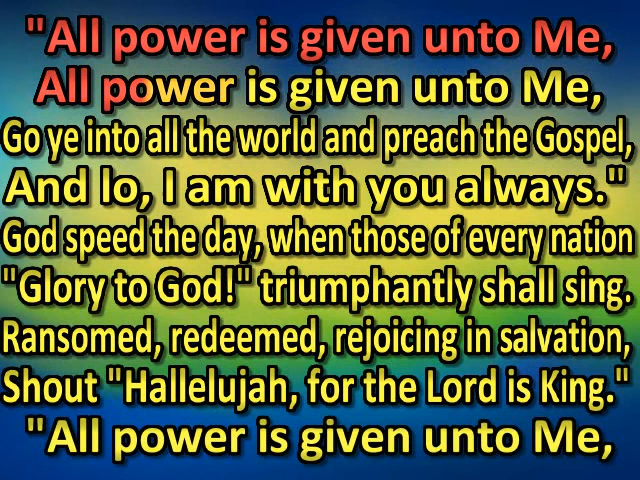 "All power is given unto Me,
All power is given unto Me,
Go ye into all the world and preach the Gospel,
And lo, I am with you always."
God speed the day, when those of every nation
"Glory to God!" triumphantly shall sing.
Ransomed, redeemed, rejoicing in salvation,
Shout "Hallelujah, for the Lord is King."
"All power is given unto Me,